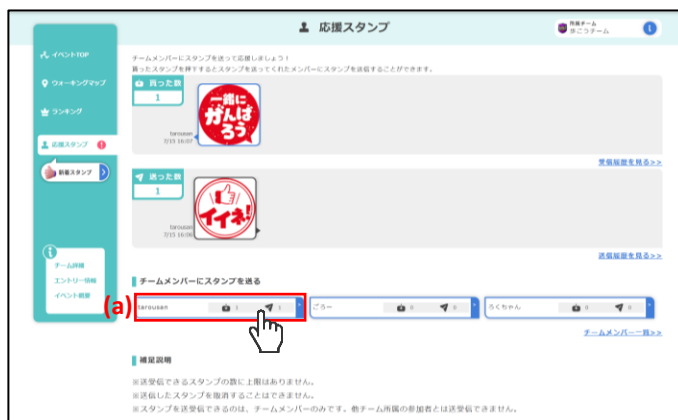 応援スタンプ
所属チーム
歩こうチーム
イベントTOP
ウォーキングマップ
ランキング
応援スタンプ
新着スタンプ
チーム詳細
エントリー情報
イベント概要
チームメンバーにスタンプを送って応援しましょう!
貰ったスタンプを押下するとスタンプを送ってくれたメンバーにスタンプを送信することができます。
貰った数
1
一緒に
がんば
ろう
tarousan
7/15 16:07
受信履歴を見る>>
送った数
1
イイネ!
tarousan
7/15 16:06
送信履歴を見る>>
チームメンバーにスタンプを送る
(a)
tarousan 1 1
ごろー 0 0
ろくちゃん 0 0
チームメンバー一覧>>
補足説明
※送受信できるスタンプの数に上限はありません。
※送信したスタンプを取消することはできません。
※スタンプを送受信できるのは、チームメンバーのみです。他チーム所属の参加者とは送受信できません。